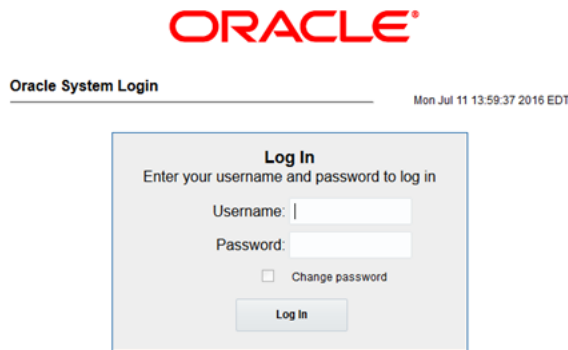 ORACLE®
Oracle System Login
Mon Jul 11 13:59:37 2016 EDT
Log In
Enter your username and password to log in
Username:
Password:
Change password
Log In